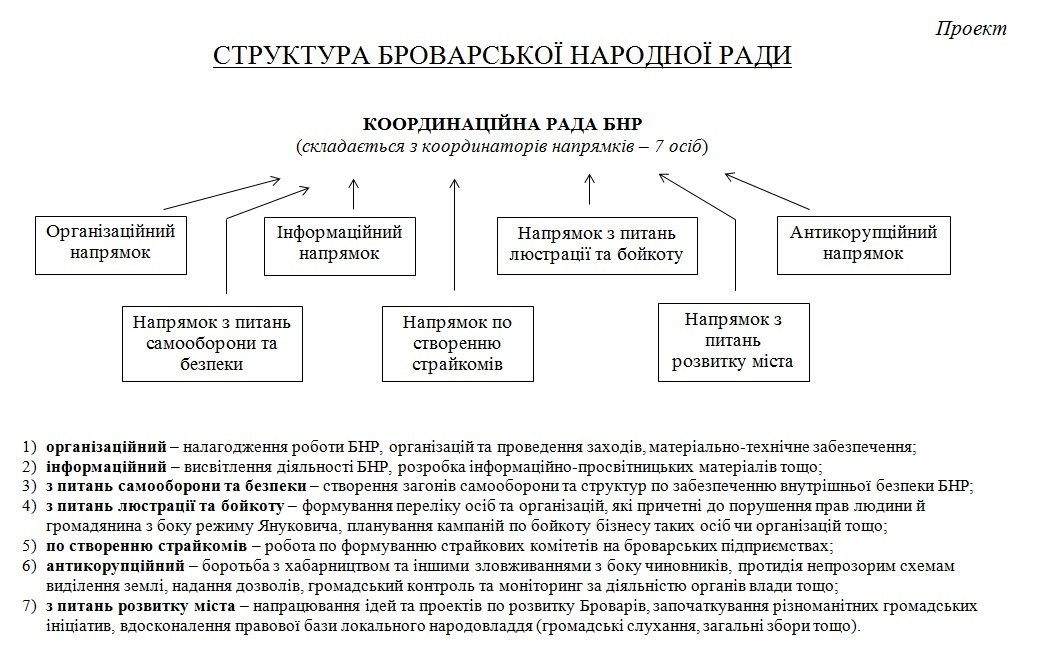 Проект
СТРУКТУРА БРОВАРСЬКОЇ НАРОДНОЇ РАДИ
КООРДИНАЦІЙНА РАДА БНР
(складається з координаторів напрямків – 7 осіб)
Організаційний
напрямок
Інформаційний
напрямок
Напрямок з питань
люстрації та бойкоту
Антикорупційний
напрямок
Напрямок з питань
самооборони та
безпеки
Напрямок по
створенню
страйкомів
Напрямок з
питань
розвитку міста
1) організаційний – налагодження роботи БНР, організацій та проведення заходів, матеріально-технічне забезпечення;
2) інформаційний – висвітлення діяльності БНР, розробка інформаційно-просвітницьких матеріалів тощо;
3) з питань самооборони та безпеки – створення загонів самооборони та структур по забезпеченню внутрішньої безпеки БНР;
4) з питань люстрації та бойкоту – формування переліку осіб та організацій, які причетні до порушення прав людини й
громадянина з боку режиму Януковича, планування кампаній по бойкоту бізнесу таких осіб чи організацій тощо;
5) по створенню страйкомів – робота по формуванню страйкових комітетів на броварських підприємствах;
6) антикорупційний – боротьба з хабарництвом та іншими зловживаннями з боку чиновників, протидія непрозорим схемам
виділення землі, надання дозволів, громадський контроль та моніторинг за діяльністю органів влади тощо;
7) з питань розвитку міста – напрацювання ідей та проектів по розвитку Броварів, започаткування різноманітних громадських
ініціатив, вдосконалення правової бази локального народовладдя (громадські слухання, загальні збори тощо).